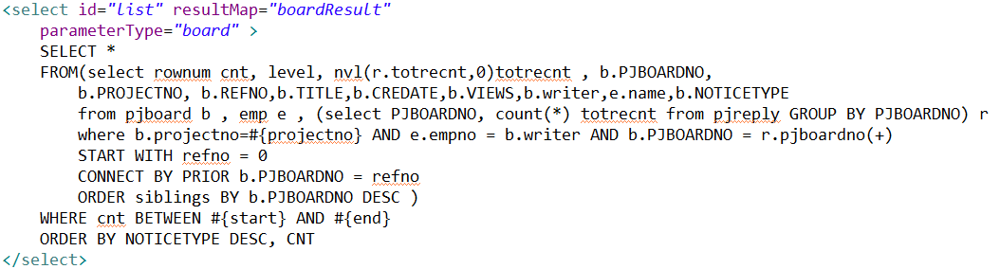 <select id="list" resultMap="boardResult"
parameterType="board" >
SELECT *
FROM(select rownum cnt, level, nvl(r.totrecnt,0)totrecnt , b.PJBOARDNO,
b.PROJECTNO, b.REFNO,b.TITLE,b.CREDATE,b.VIEWS,b.writer,e.name,b.NOTICETYPE
from pjboard b , emp e , (select PJBOARDNO, count(*) totrecnt from pjreply GROUP BY PJBOARDNO) r
where b.projectno=#{projectno} AND e.empno = b.writer AND b.PJBOARDNO = r.pjboardno(+)
START WITH refno = 0
CONNECT BY PRIOR b.PJBOARDNO = refno
ORDER siblings BY b.PJBOARDNO DESC )
WHERE cnt BETWEEN #{start} AND #{end}
ORDER BY NOTICETYPE DESC, CNT
</select>